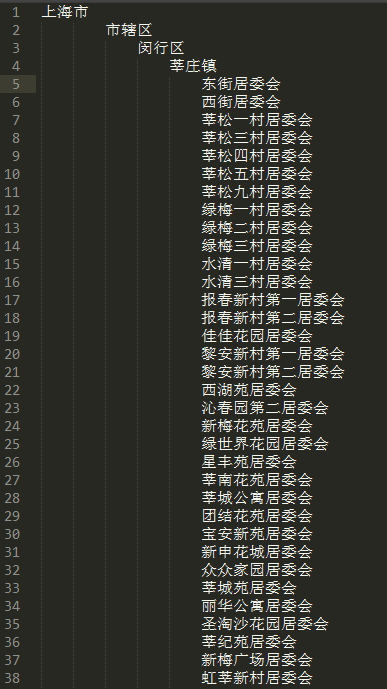 1 上海市
2 市辖区
3 闵行区
4 莘庄镇
5 东街居委会
6 西街居委会
7 莘松一村居委会
8 莘松三村居委会
9 莘松四村居委会
10 莘松五村居委会
11 莘松九村居委会
12 绿梅一村居委会
13 绿梅二村居委会
14 绿梅三村居委会
15 水清一村居委会
16 水清三村居委会
17 报春新村第一居委会
18 报春新村第二居委会
19 佳佳花园居委会
20 黎安新村第一居委会
21 黎安新村第二居委会
22 西湖苑居委会
23 沁春园第二居委会
24 新梅花苑居委会
25 绿世界花园居委会
26 星丰苑居委会
27 莘南花苑居委会
28 莘城公寓居委会
29 团结花苑居委会
30 宝安新苑居委会
31 新申花城居委会
32 众众家园居委会
33 莘城苑居委会
34 丽华公寓居委会
35 圣淘沙花园居委会
36 莘纪苑居委会
37 新梅广场居委会
38 虹莘新村居委会